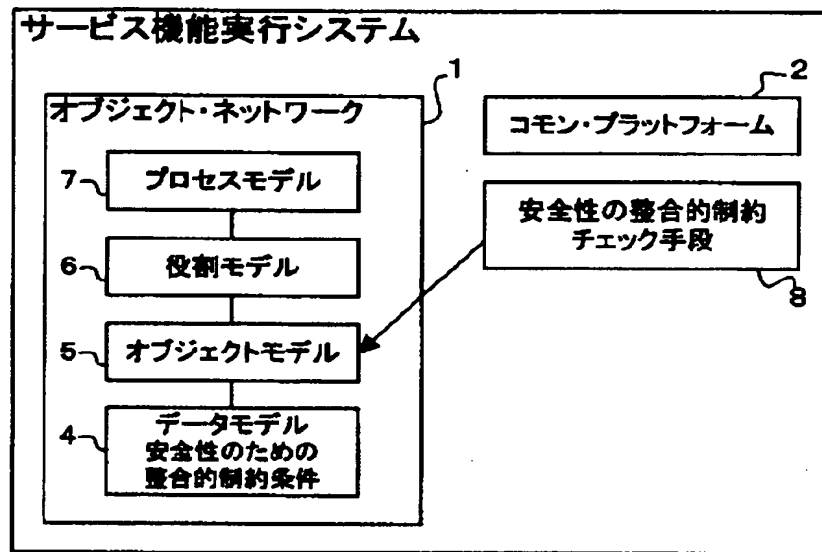 サービス機能実行システム
1
オブジェクト・ネットワーク
2
コモン・プラットフォーム
7
プロセスモデル
安全性の整合的制約
チェック手段
8
6
役割モデル
5
オブジェクトモデル
4
データモデル
安全性のための
整合的制約条件